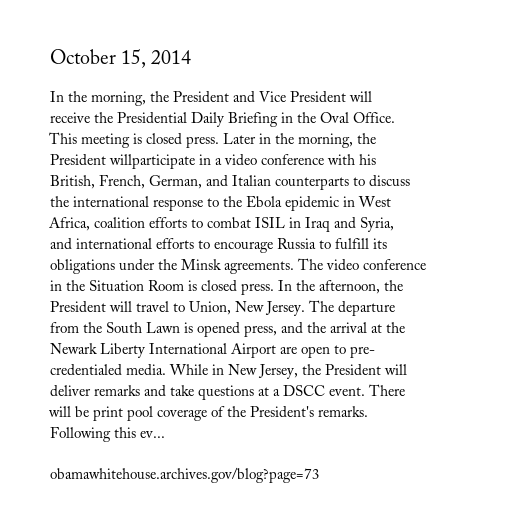 October 15, 2014
In the morning, the President and Vice President will
receive the Presidential Daily Briefing in the Oval Office.
This meeting is closed press. Later in the morning, the
President willparticipate in a video conference with his
British, French, German, and Italian counterparts to discuss
the international response to the Ebola epidemic in West
Africa, coalition efforts to combat ISIL in Iraq and Syria,
and international efforts to encourage Russia to fulfill its
obligations under the Minsk agreements. The video conference
in the Situation Room is closed press. In the afternoon, the
President will travel to Union, New Jersey. The departure
from the South Lawn is opened press, and the arrival at the
Newark Liberty International Airport are open to pre-
credentialed media. While in New Jersey, the President will
deliver remarks and take questions at a DSCC event. There
will be print pool coverage of the President's remarks.
Following this ev...
obamawhitehouse.archives.gov/blog?page=73